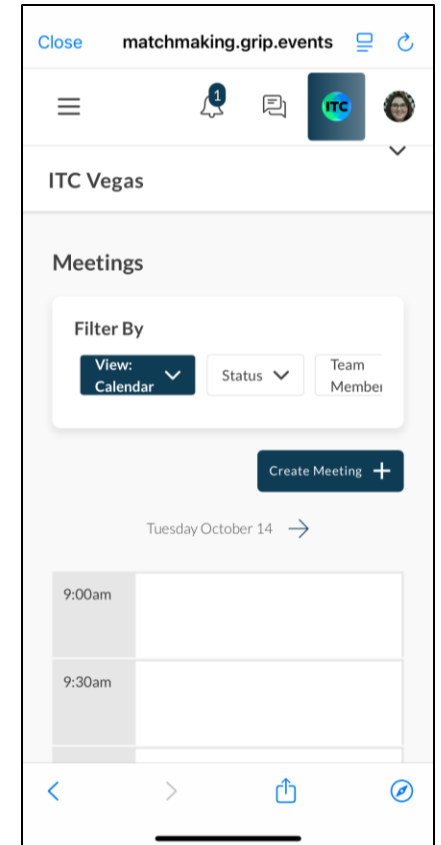 Close matchmaking.grip.events
1
ITC
ITC Vegas
Meetings
Filter By
View:
Calendar
Status
Team
Member
Create Meeting
Tuesday October 14
9:00am
9:30am